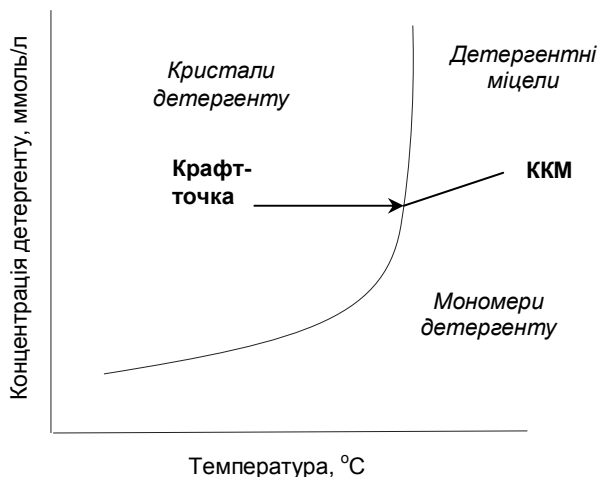 Концентрація детергенту, ммоль/л
Кристали
детергенту
Детергентні
міцели
Крафт-
точка
ККМ
Мономери
детергенту
Температура, °C